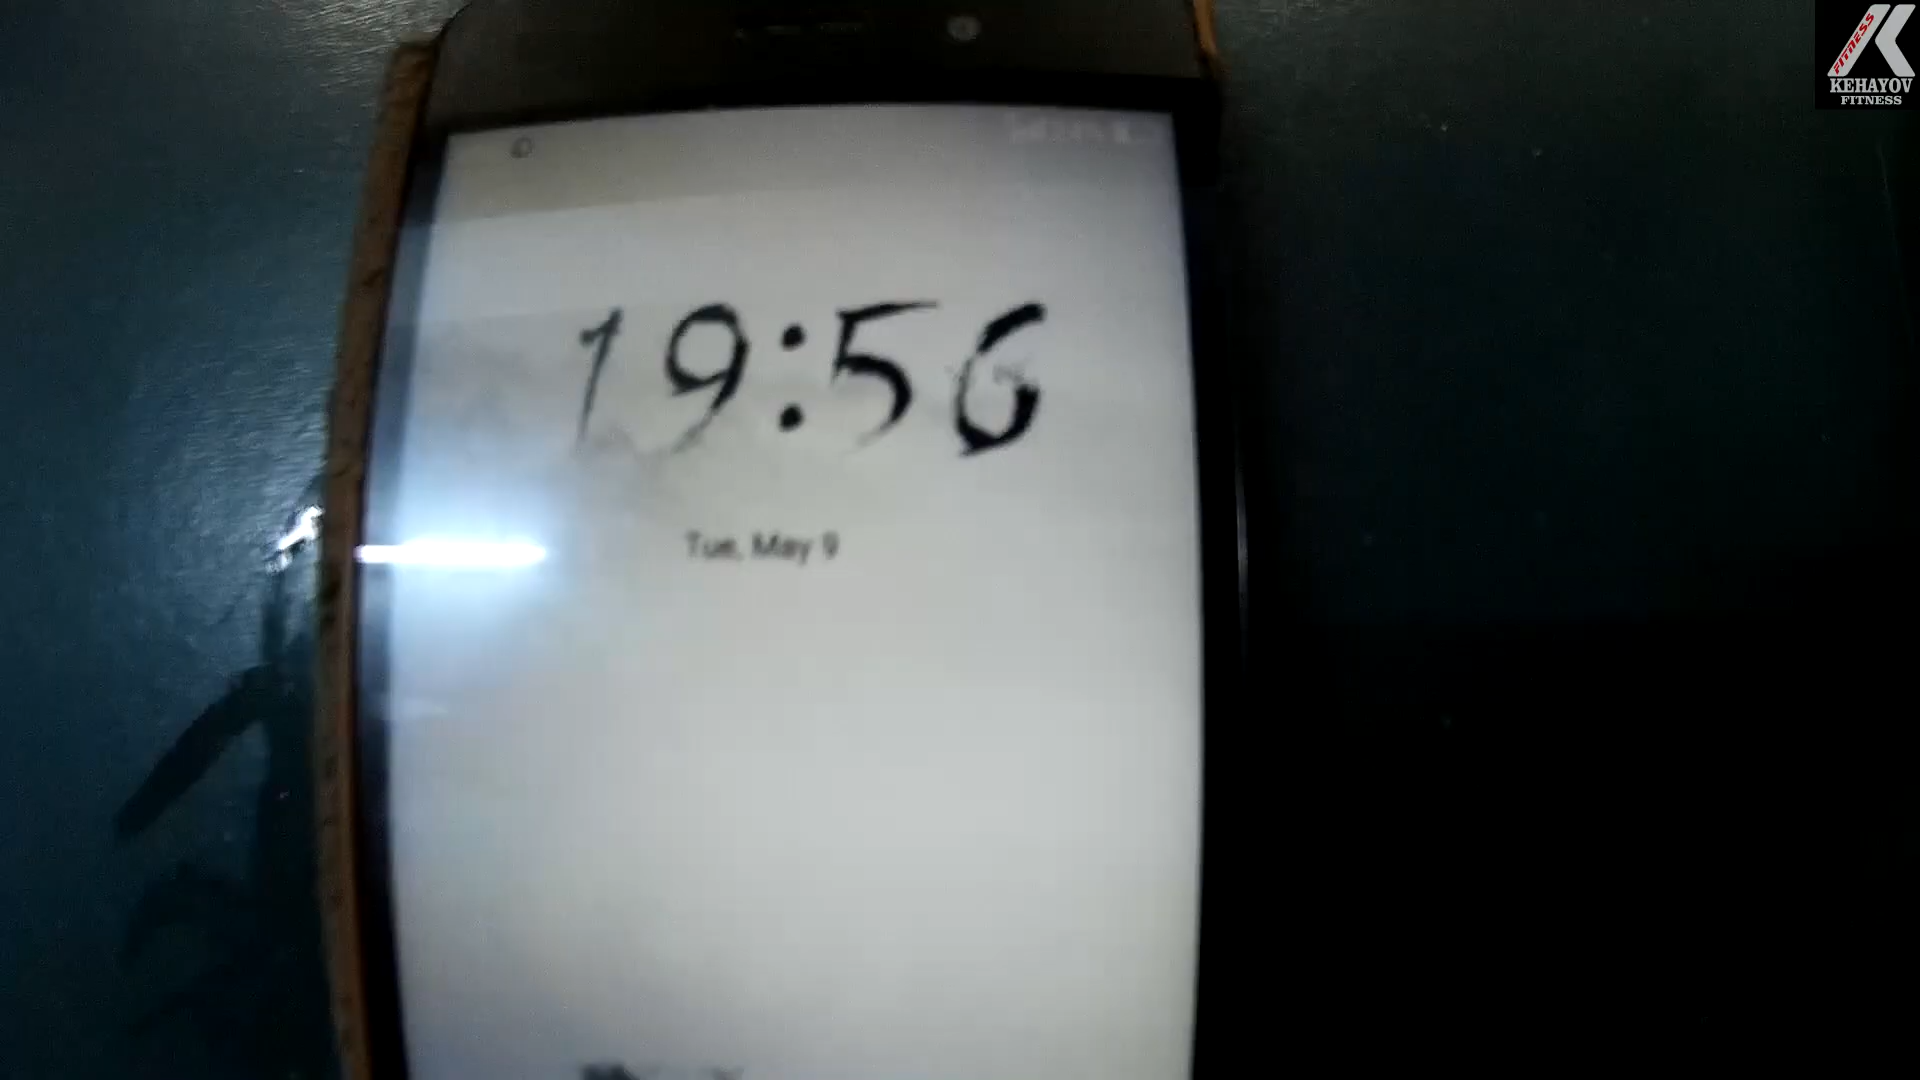 FITNESS
KEHAYOV
FITNESS
19:56
Tue, May 9